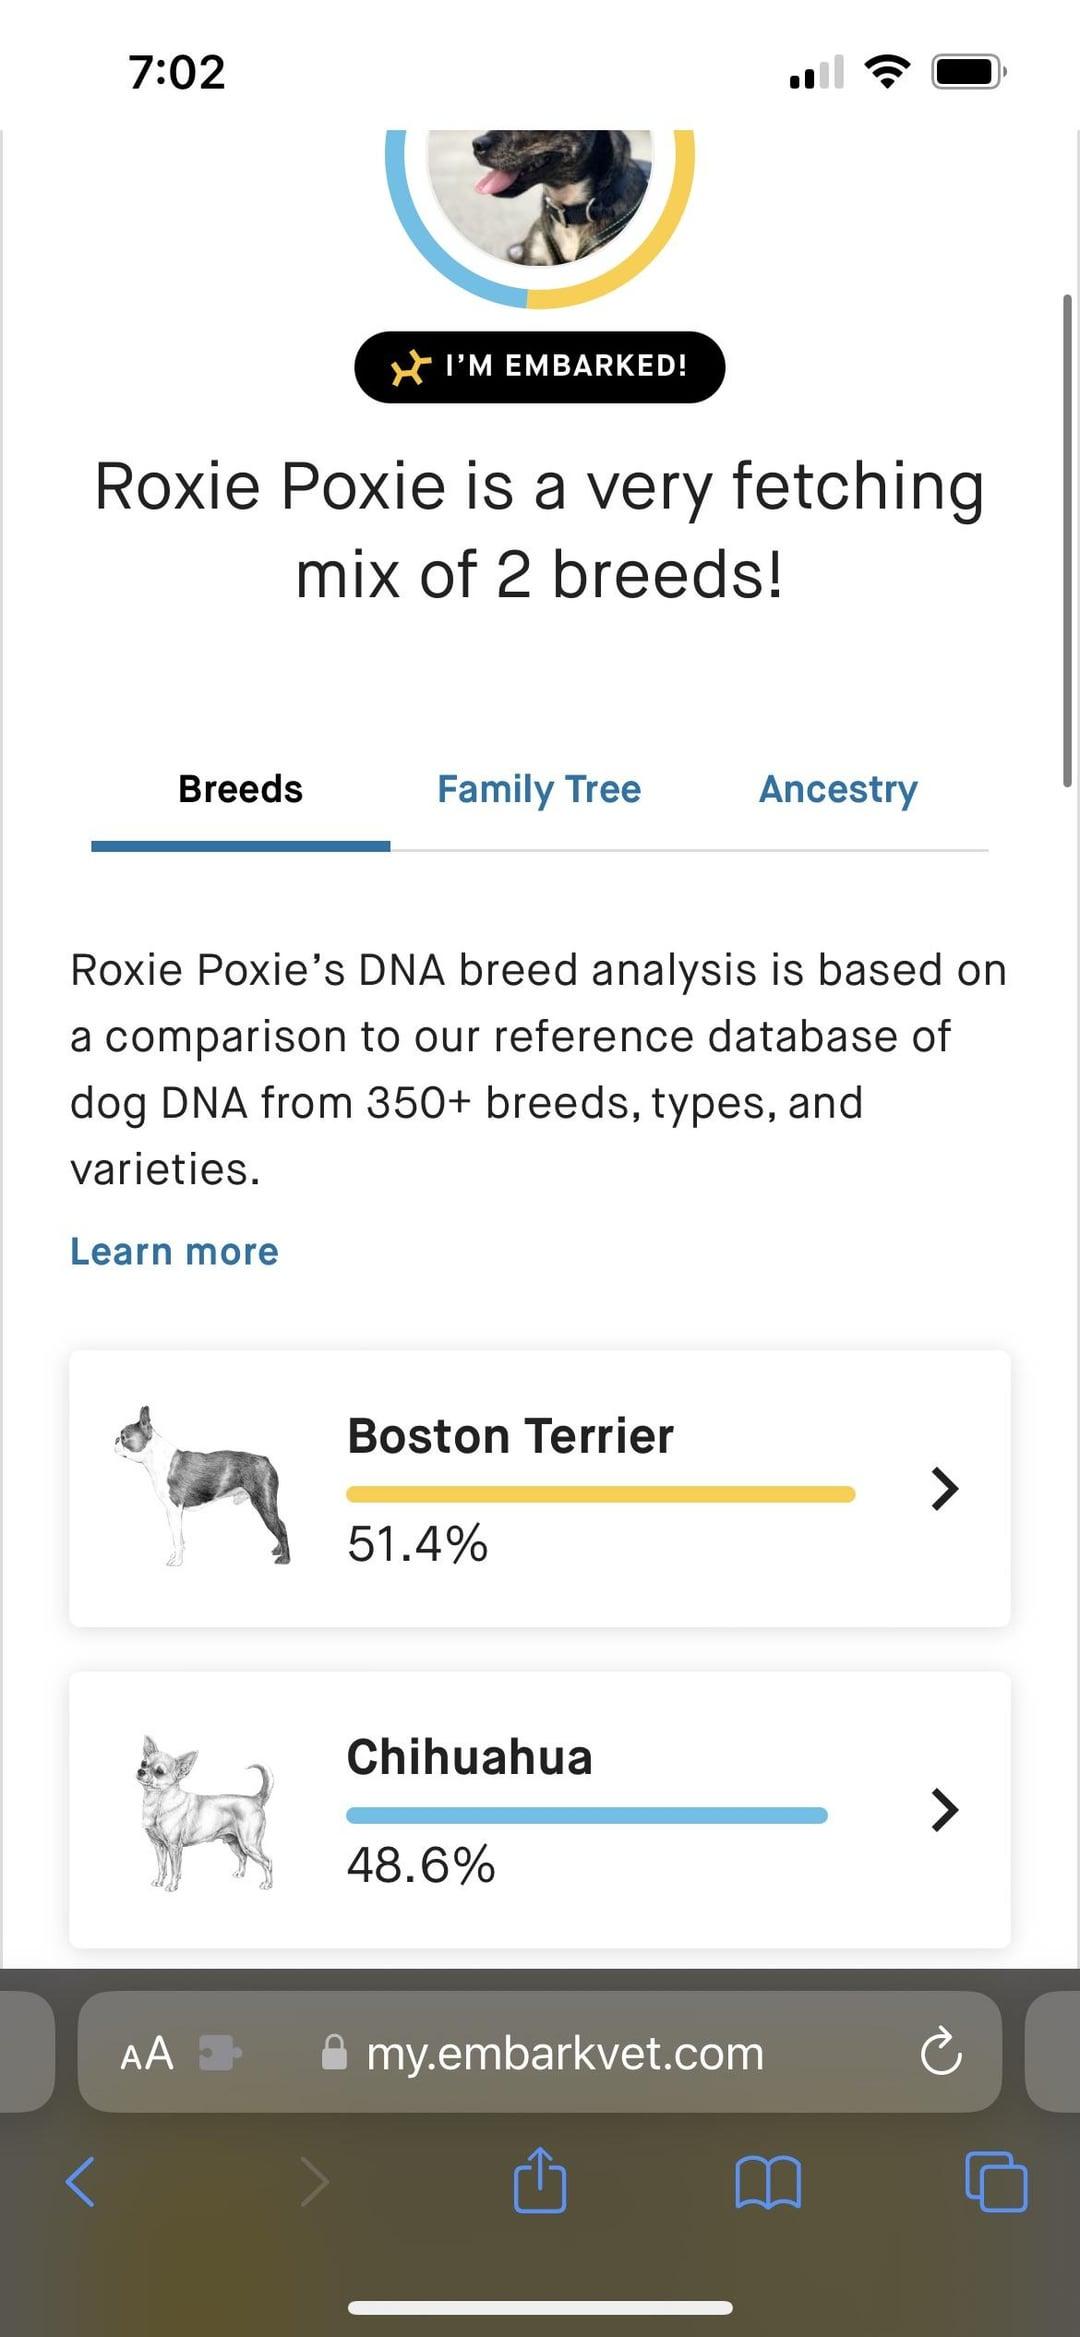 7:02
I’M EMBARKED!
Roxie Poxie is a very fetching
mix of 2 breeds!
Breeds
Family Tree
Ancestry
Roxie Poxie’s DNA breed analysis is based on
a comparison to our reference database of
dog DNA from 350+ breeds, types, and
varieties.
Learn more
Boston Terrier
51.4%
Chihuahua
48.6%
AA
my.embarkvet.com